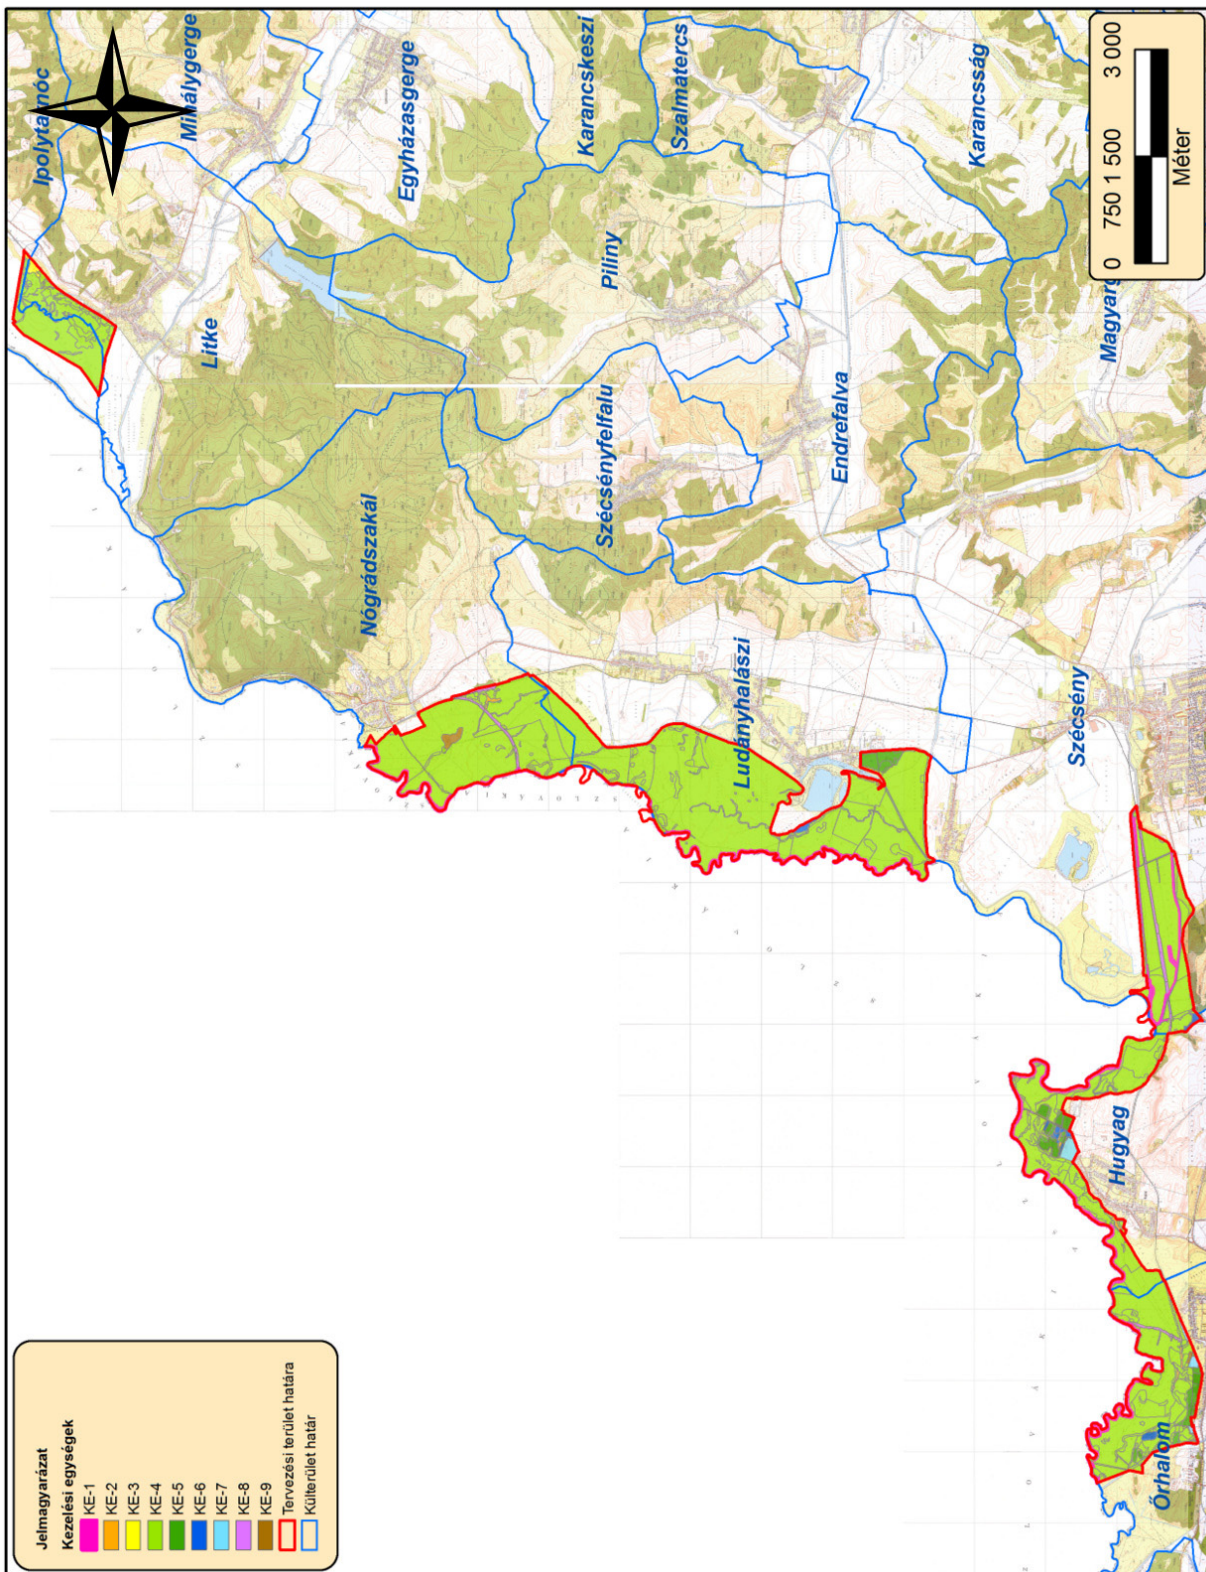 Jelmagyarázat
Kezelési egységek
KE-1
KE-2
KE-3
KE-4
KE-5
KE-6
KE-7
KE-8
KE-9
Tervezési terület határa
Külterület határ
Ipolytarnóc
Mihálygerge
Litke
Egyházasgerge
Nógrádszakál
Karancskeszi
Piliny
Szécsényfelfalu
Szalmatercs
Ludányhalászi
Endrefalva
Karancsság
Szécsény
Magyarg
Hugyag
Őrhalom
0 750 1 500 3 000
Méter